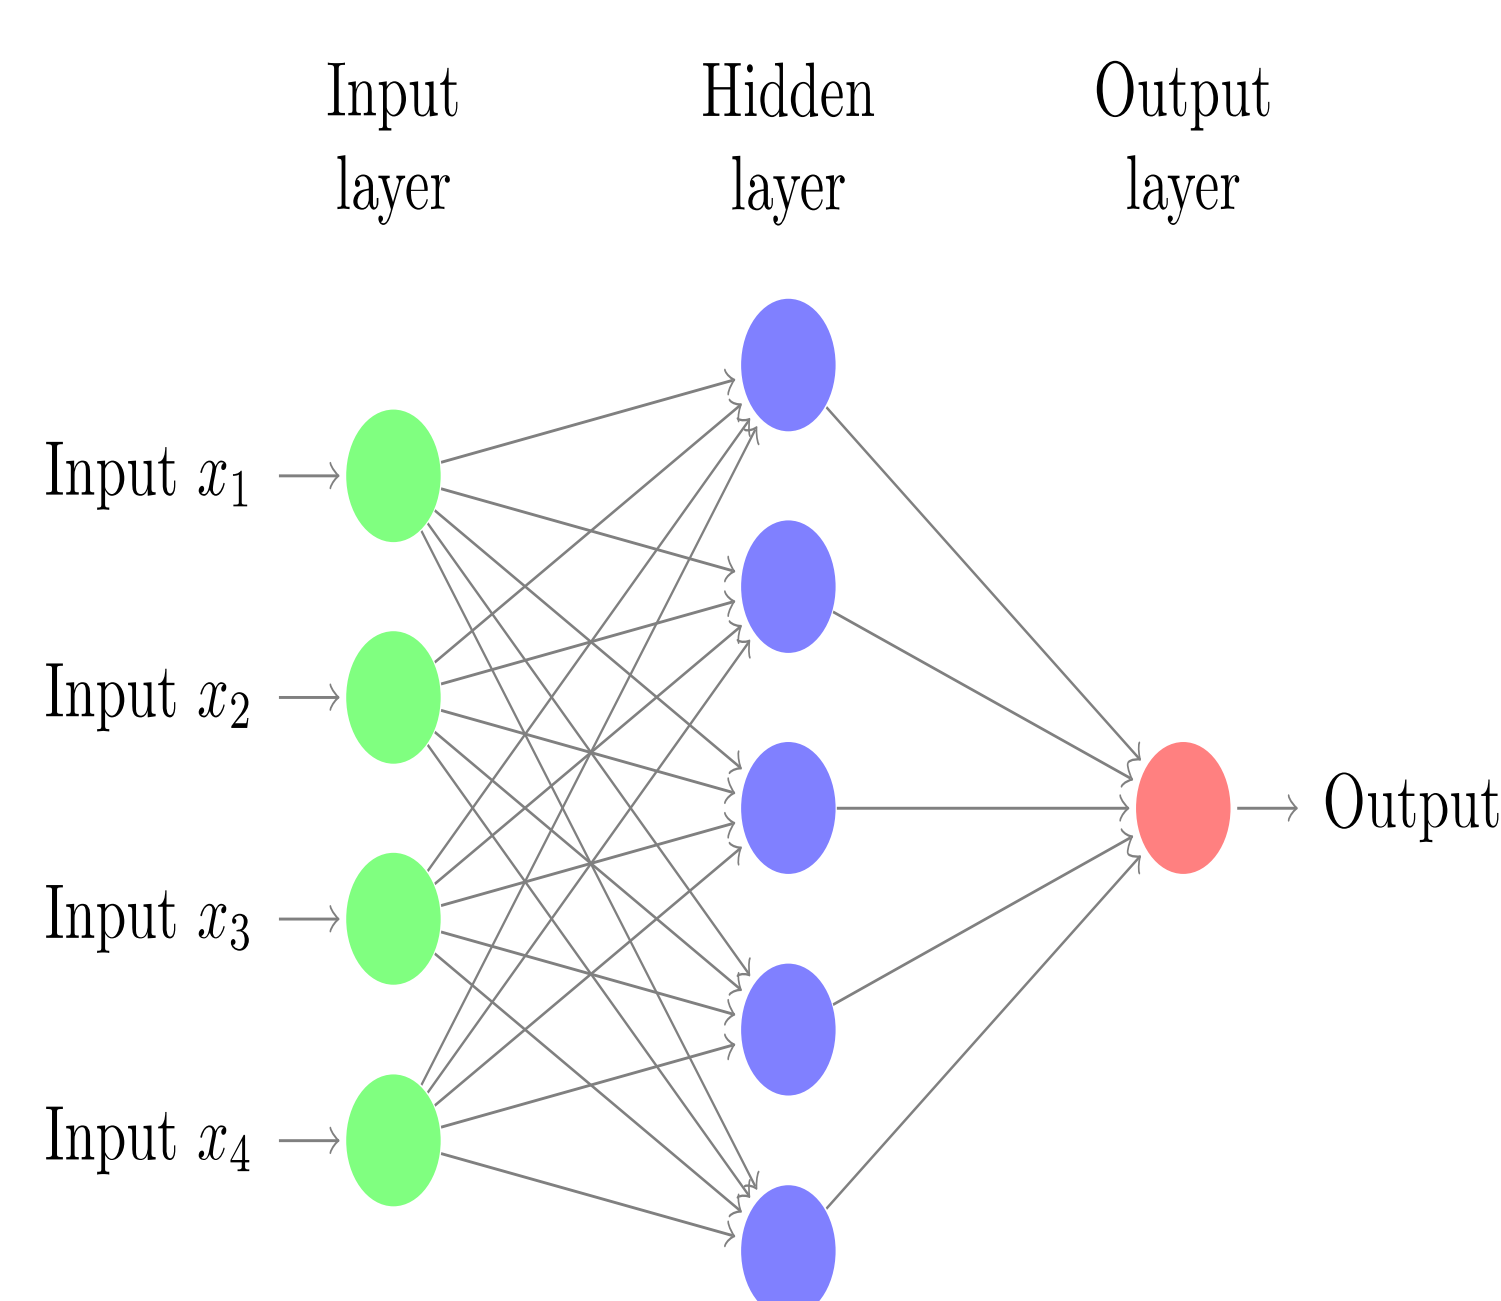 Input
layer
Hidden
layer
Output
layer
Input x₁
Input x₂
Input x₃
Input x₄
Output